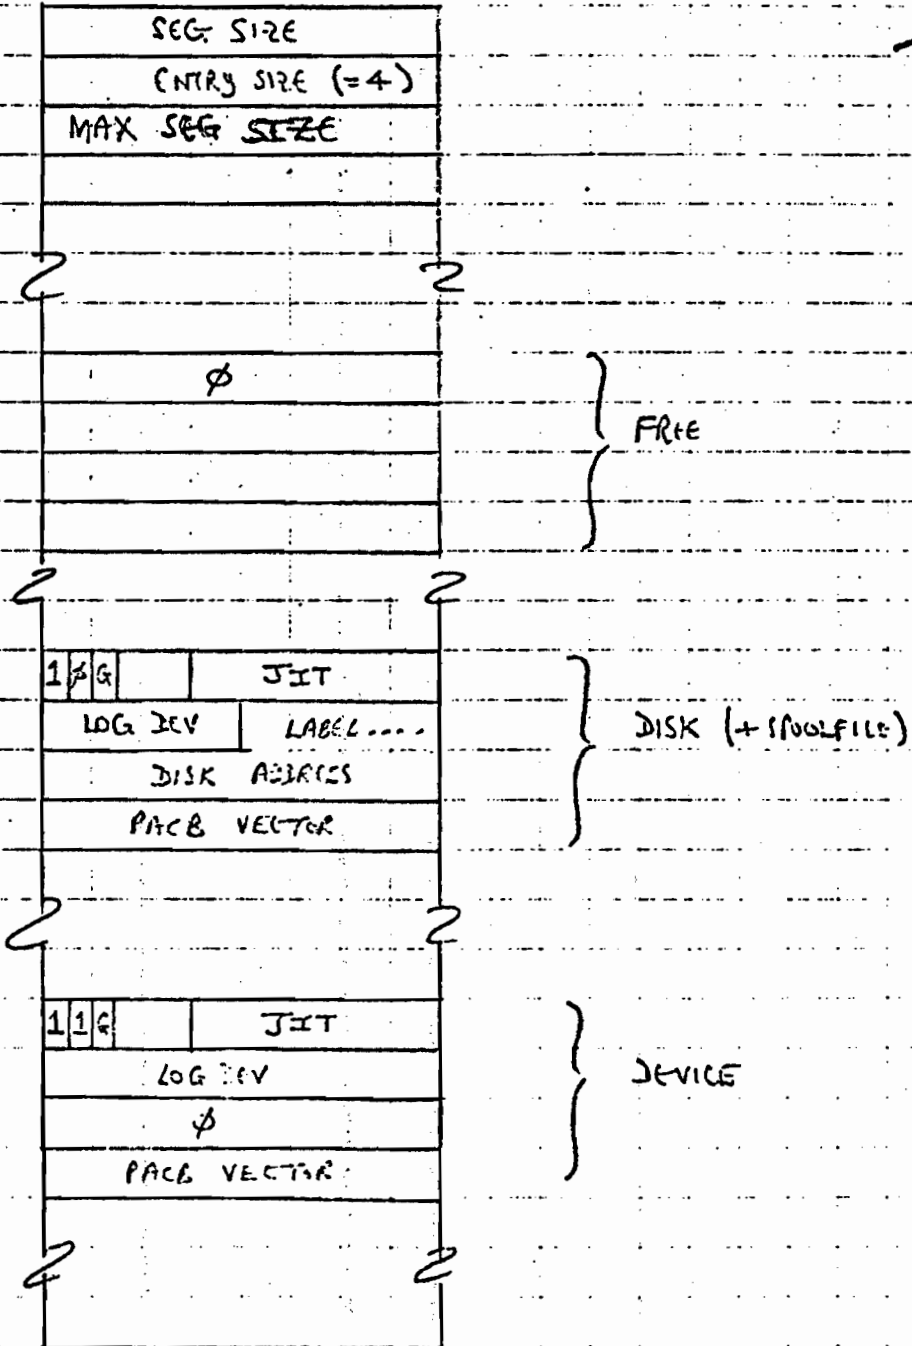 SEG SIZE
ENTRY SIZE (=4)
MAX SEG SIZE
Ø
FREE
1 Ø G JIT
LOG DEV LABEL....
DISK ADDRESS
DISK (+ SPOOLFILE)
PACB VECTOR
1 1 G JIT
LOG DEV
DEVICE
Ø
PACB VECTOR